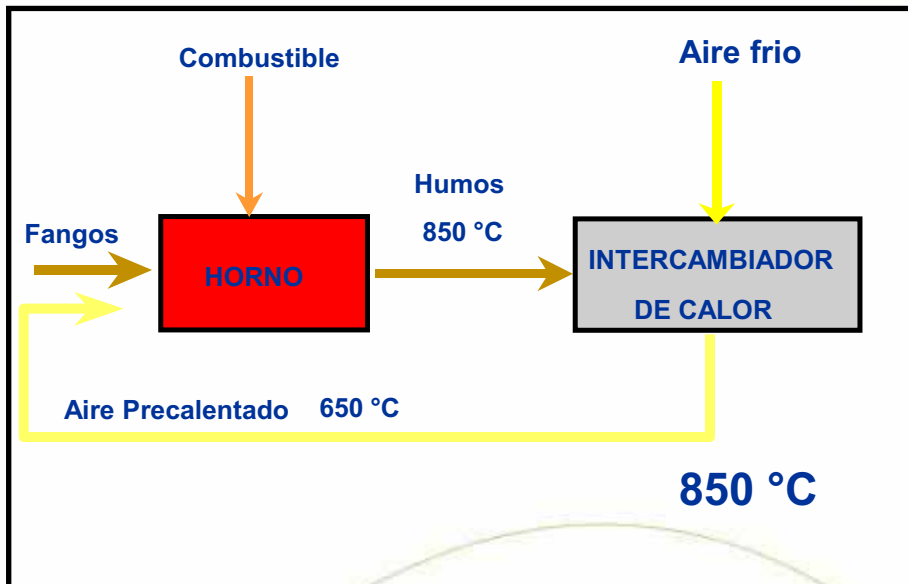 Combustible
Aire frio
Humos
850 °C
Fangos
HORNO
INTERCAMBIADOR
DE CALOR
Aire Precalentado 650 °C
850 °C